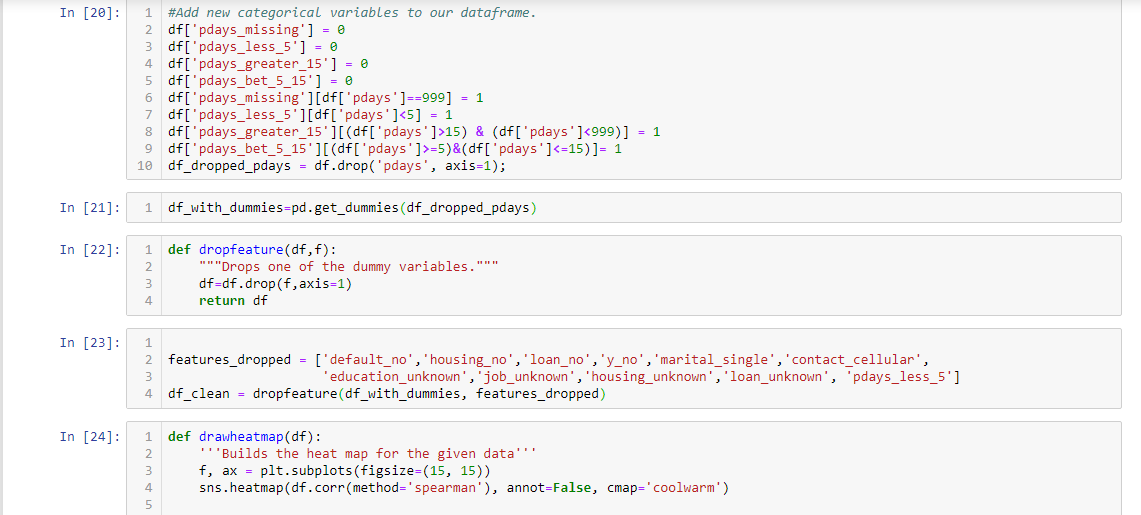 In [20]:
1 #Add new categorical variables to our dataframe.
2 df['pdays_missing'] = 0
3 df['pdays_less_5'] = 0
4 df['pdays_greater_15'] = 0
5 df['pdays_bet_5_15'] = 0
6 df['pdays_missing'][df['pdays']==999] = 1
7 df['pdays_less_5'][df['pdays']<5] = 1
8 df['pdays_greater_15'][(df['pdays']>15) & (df['pdays']<999)] = 1
9 df['pdays_bet_5_15'][(df['pdays']>=5)&(df['pdays']<=15)]= 1
10 df_dropped_pdays = df.drop('pdays', axis=1);
In [21]:
1 df_with_dummies=pd.get_dummies(df_dropped_pdays)
In [22]:
1 def dropfeature(df,f):
2     """Drops one of the dummy variables."""
3     df=df.drop(f,axis=1)
4     return df
In [23]:
1
2 features_dropped = ['default_no','housing_no','loan_no','y_no','marital_single','contact_cellular',
3                     'education_unknown','job_unknown','housing_unknown','loan_unknown', 'pdays_less_5']
4 df_clean = dropfeature(df_with_dummies, features_dropped)
In [24]:
1 def drawheatmap(df):
2     '''Builds the heat map for the given data'''
3     f, ax = plt.subplots(figsize=(15, 15))
4     sns.heatmap(df.corr(method='spearman'), annot=False, cmap='coolwarm')
5